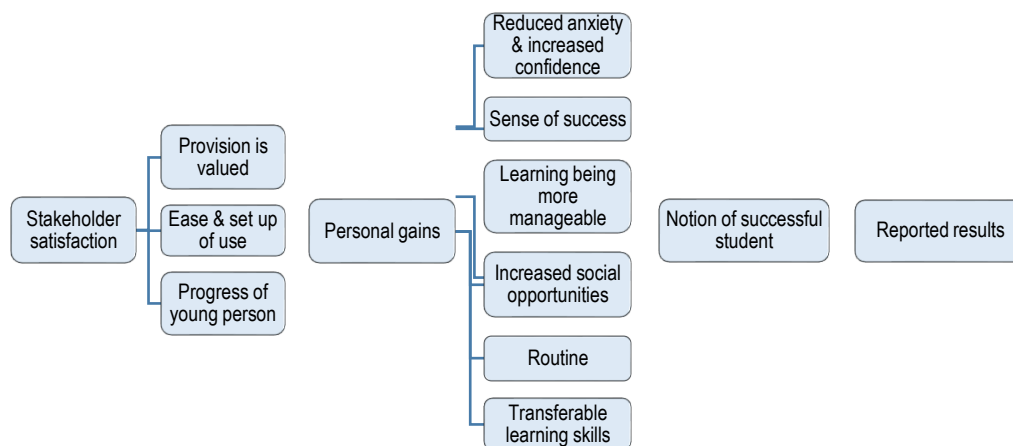 Stakeholder
satisfaction
Provision is
valued
Ease & set up
of use
Progress of
young person
Personal gains
Reduced anxiety
& increased
confidence
Sense of success
Learning being
more
manageable
Increased social
opportunities
Routine
Transferable
learning skills
Notion of successful
student
Reported results